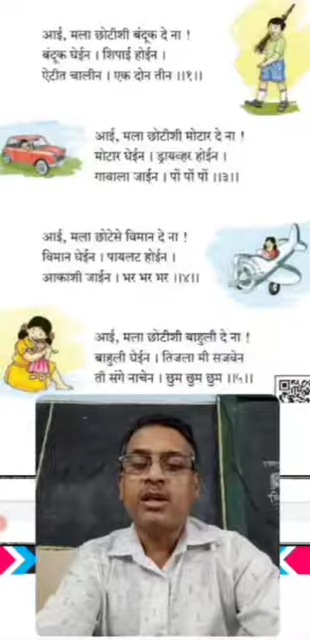 आई, मला छोटीशी बंदूक दे ना !
बंदूक घेईन । शिपाई होईन ।
ऐटीत चालीन । एक दोन तीन ।।१।।
आई, मला छोटीशी मोटार दे ना !
मोटार घेईन । ड्रायव्हर होईन ।
गावाला जाईन । पों पों पों ।।३।।
आई, मला छोटेसे विमान दे ना !
विमान घेईन । पायलट होईन ।
आकाशी जाईन । भर भर भर ।।४।।
आई, मला छोटीशी बाहुली दे ना !
बाहुली घेईन । तिजला मी सजवेन
ती संगे नाचेन । छुम छुम छुम ।।५।।